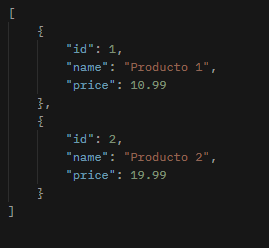 [
    {
        "id": 1,
        "name": "Producto 1",
        "price": 10.99
    },
    {
        "id": 2,
        "name": "Producto 2",
        "price": 19.99
    }
]